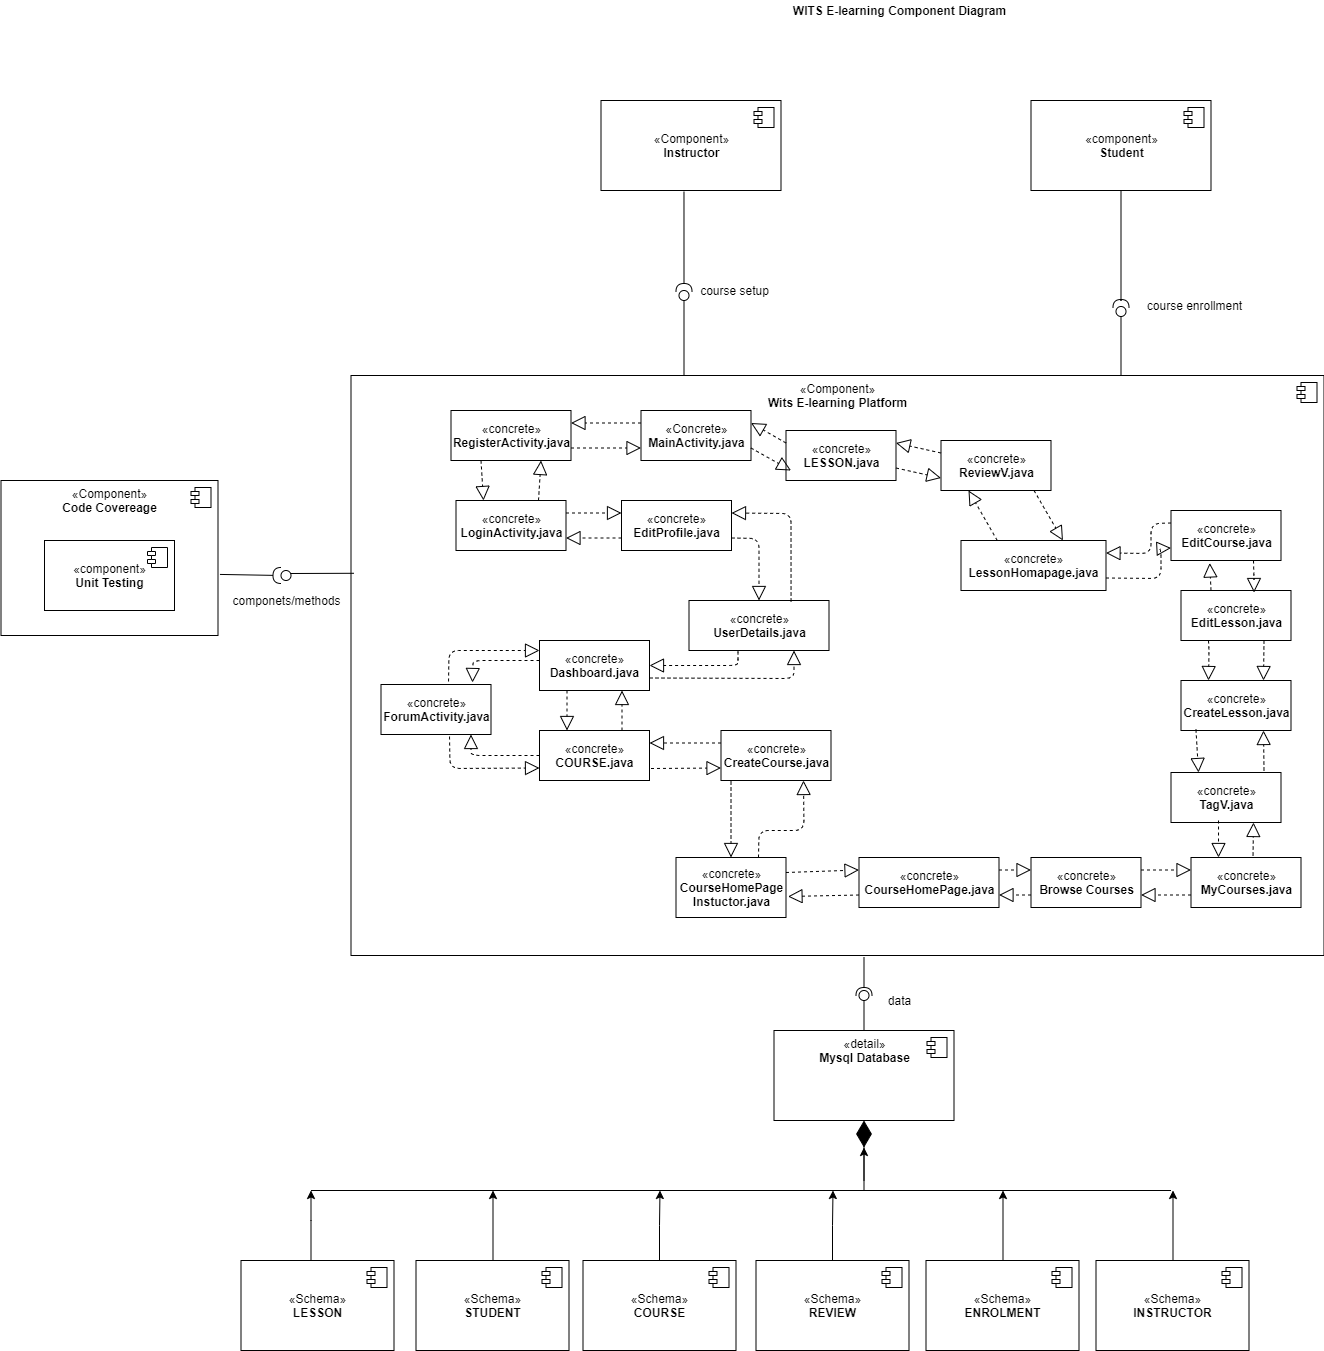 WITS E-learning Component Diagram
«Component»
Instructor
«component»
Student
course setup
course enrollment
«Component»
Wits E-learning Platform
«concrete»
RegisterActivity.java
«Concrete»
MainActivity.java
«concrete»
LESSON.java
«concrete»
ReviewV.java
«Component»
Code Covereage
«component»
Unit Testing
componets/methods
«concrete»
LoginActivity.java
«concrete»
EditProfile.java
«concrete»
LessonHomapage.java
«concrete»
EditCourse.java
«concrete»
EditLesson.java
«concrete»
UserDetails.java
«concrete»
Dashboard.java
«concrete»
ForumActivity.java
«concrete»
CreateLesson.java
«concrete»
COURSE.java
«concrete»
CreateCourse.java
«concrete»
TagV.java
«concrete»
CourseHomePage
Instuctor.java
«concrete»
CourseHomePage.java
«concrete»
Browse Courses
«concrete»
MyCourses.java
data
«detail»
Mysql Database
«Schema»
LESSON
«Schema»
STUDENT
«Schema»
COURSE
«Schema»
REVIEW
«Schema»
ENROLMENT
«Schema»
INSTRUCTOR